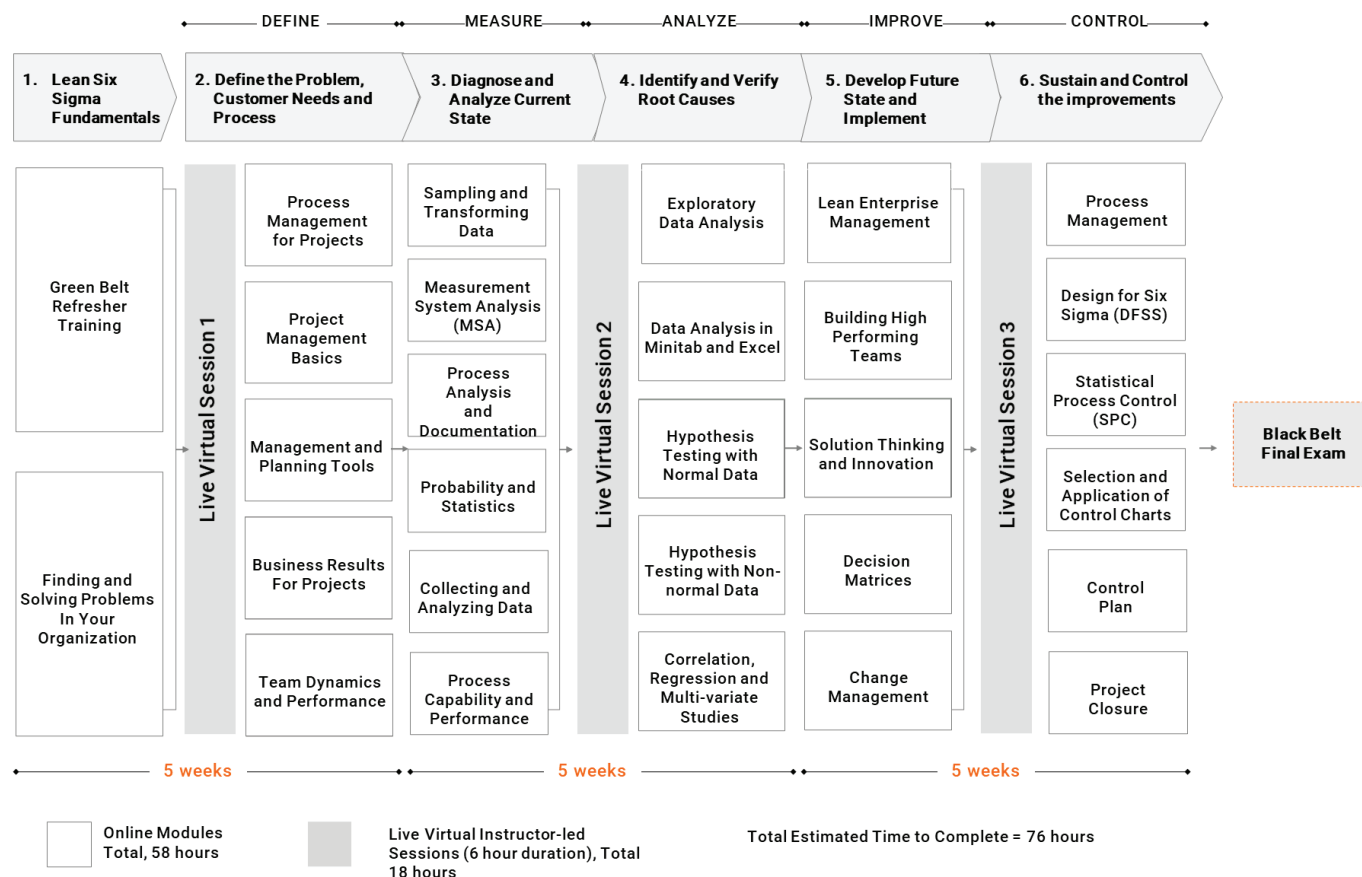 DEFINE
MEASURE
ANALYZE
IMPROVE
CONTROL
1. Lean Six
Sigma
Fundamentals
2. Define the Problem,
Customer Needs and
Process
3. Diagnose and
Analyze Current
State
4. Identify and Verify
Root Causes
5. Develop Future
State and
Implement
6. Sustain and Control
the improvements
Green Belt
Refresher
Training
Finding and
Solving Problems
In Your
Organization
Live Virtual Session 1
Process
Management
for Projects
Project
Management
Basics
Management and
Planning Tools
Business Results
For Projects
Team Dynamics
and Performance
Sampling and
Transforming
Data
Measurement
System Analysis
(MSA)
Process
Analysis
and
Documentation
Probability and
Statistics
Collecting and
Analyzing Data
Process
Capability and
Performance
Live Virtual Session 2
Exploratory
Data Analysis
Data Analysis in
Minitab and Excel
Hypothesis
Testing with
Normal Data
Hypothesis
Testing with Non-
normal Data
Correlation,
Regression and
Multi-variate
Studies
Lean Enterprise
Management
Building High
Performing
Teams
Solution Thinking
and Innovation
Decision
Matrices
Change
Management
Live Virtual Session 3
Process
Management
Design for Six
Sigma (DFSS)
Statistical
Process Control
(SPC)
Selection and
Application of
Control Charts
Control
Plan
Project
Closure
Black Belt
Final Exam
5 weeks
5 weeks
5 weeks
Online Modules
Total, 58 hours
Live Virtual Instructor-led
Sessions (6 hour duration), Total
18 hours
Total Estimated Time to Complete = 76 hours